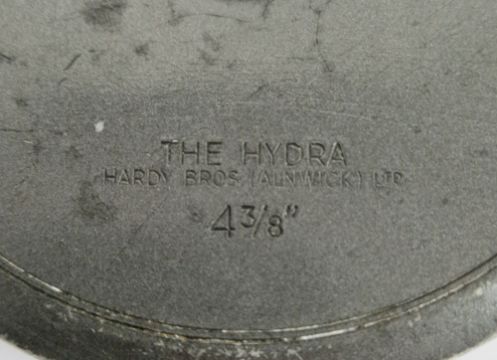 THE HYDRA
HARDY BROS. (ALNWICK) LTD
4 3/8"